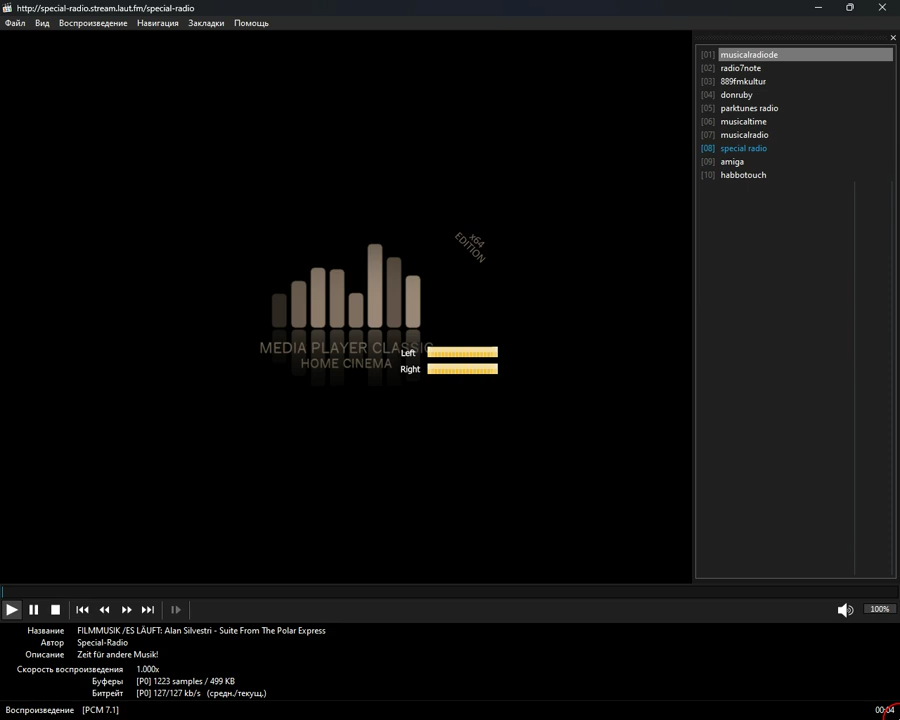 http://special-radio.stream.laut.fm/special-radio
Файл Вид Воспроизведение Навигация Закладки Помощь
[01] musicalradiode
[02] radio7note
[03] 889fmkultur
[04] donruby
[05] parktunes radio
[06] musicaltime
[07] musicalradio
[08] special radio
[09] amiga
[10] habbotouch
x64
EDITION
MEDIA PLAYER CLASSIC
HOME CINEMA
Left
Right
100%
Название FILMMUSIK /ES LÄUFT: Alan Silvestri - Suite From The Polar Express
Автор Special-Radio
Описание Zeit für andere Musik!
Скорость воспроизведения 1.000x
Буферы [P0] 1223 samples / 499 KB
Битрейт [P0] 127/127 kb/s (средн./текущ.)
Воспроизведение [PCM 7.1] 00:04